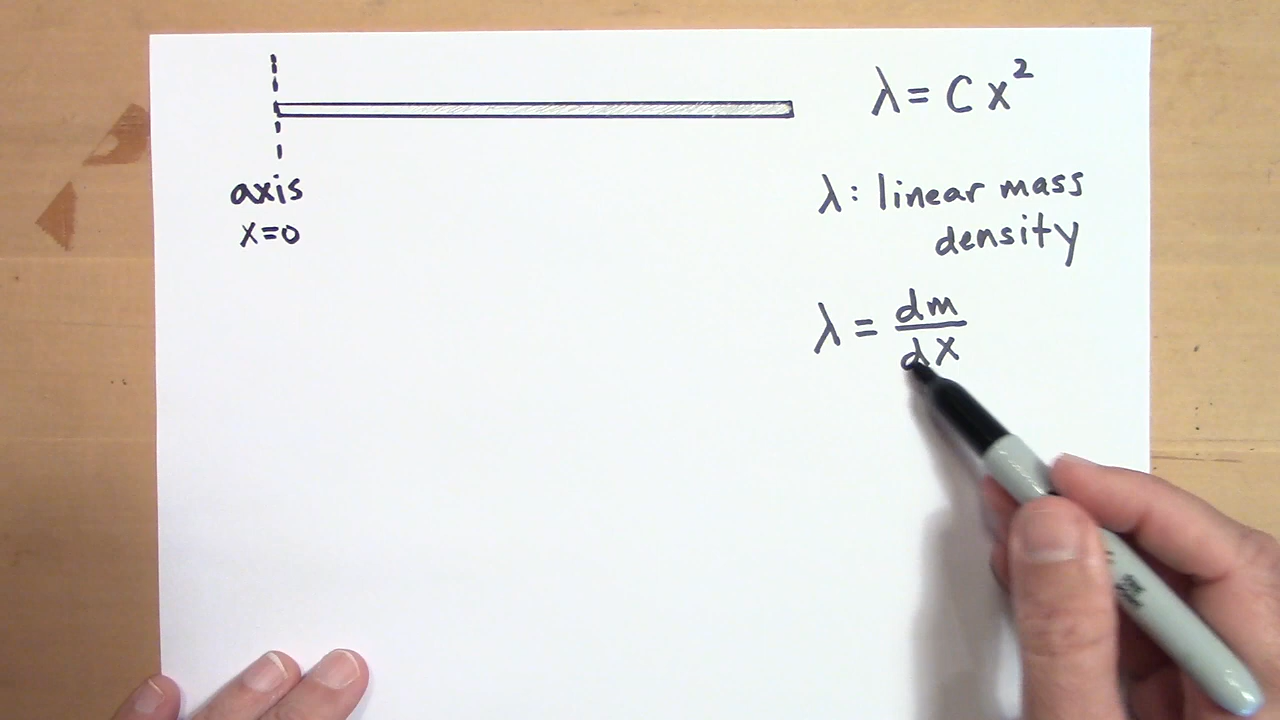 λ = C x²
axis
x=0
λ: linear mass
density
λ = dm/dx